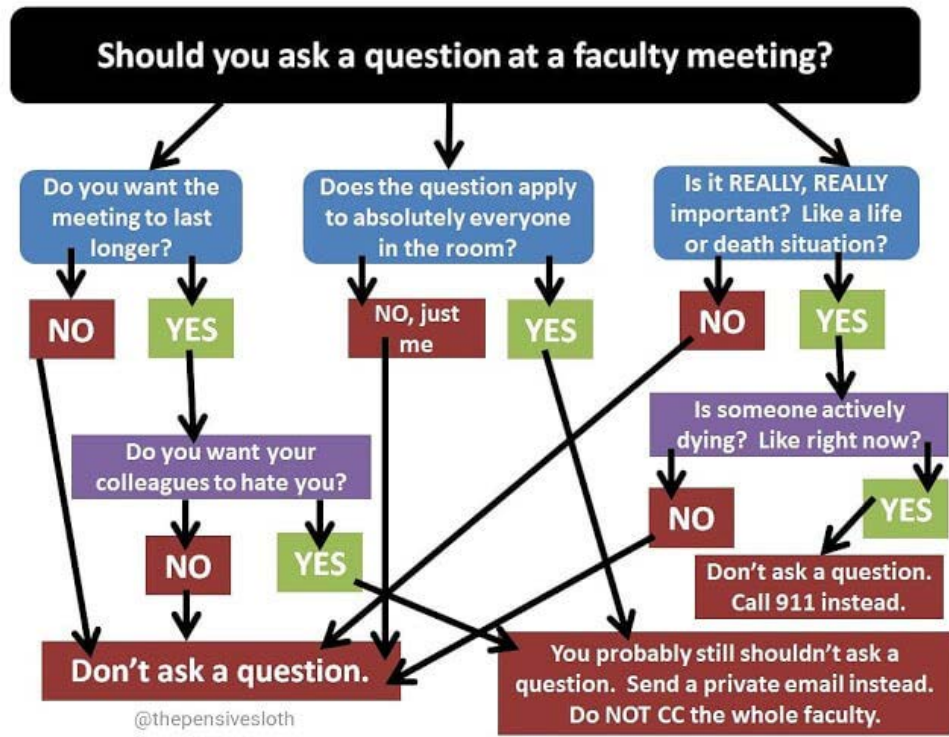 Should you ask a question at a faculty meeting?
Do you want the
meeting to last
longer?
Does the question apply
to absolutely everyone
in the room?
Is it REALLY, REALLY
important? Like a life
or death situation?
NO
YES
NO, just
me
YES
NO
YES
Do you want your
colleagues to hate you?
Is someone actively
dying? Like right now?
NO
YES
NO
YES
Don't ask a question.
Call 911 instead.
Don't ask a question.
You probably still shouldn't ask a
question. Send a private email instead.
Do NOT CC the whole faculty.
@thepensivesloth